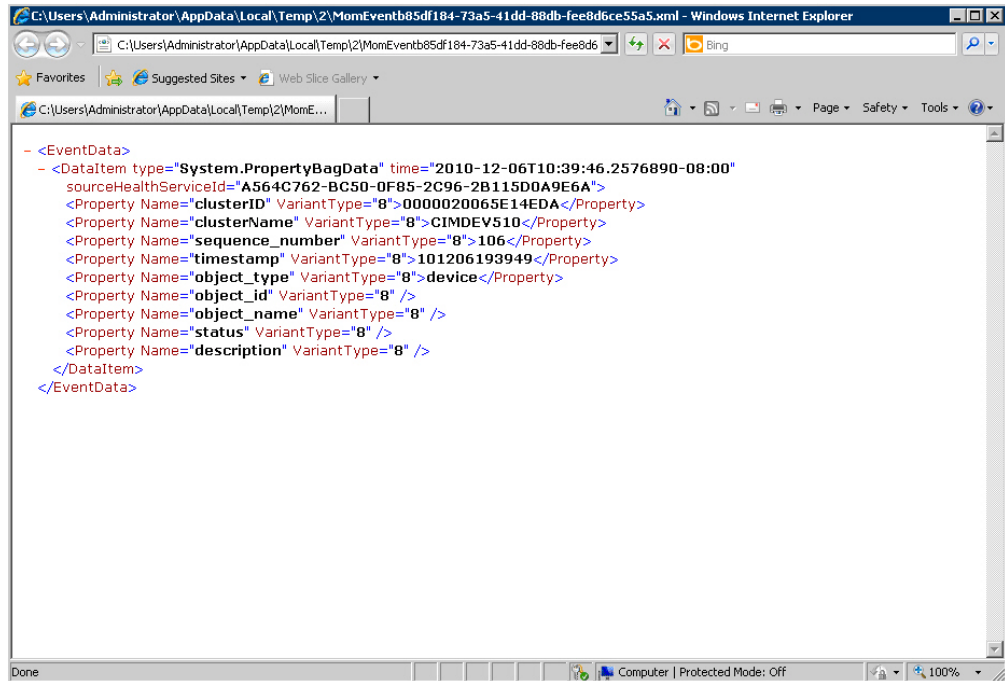 C:\Users\Administrator\AppData\Local\Temp\2\MomEventb85df184-73a5-41dd-88db-fee8d6ce55a5.xml - Windows Internet Explorer
C:\Users\Administrator\AppData\Local\Temp\2\MomEventb85df184-73a5-41dd-88db-fee8d6 Bing
Favorites Suggested Sites Web Slice Gallery
C:\Users\Administrator\AppData\Local\Temp\2\MomE... Page Safety Tools
- <EventData>
- <DataItem type="System.PropertyBagData" time="2010-12-06T10:39:46.2576890-08:00"
sourceHealthServiceId="A564C762-BC50-0F85-2C96-2B115D0A9E6A">
<Property Name="clusterID" VariantType="8">0000020065E14EDA</Property>
<Property Name="clusterName" VariantType="8">CIMDEV510</Property>
<Property Name="sequence_number" VariantType="8">106</Property>
<Property Name="timestamp" VariantType="8">101206193949</Property>
<Property Name="object_type" VariantType="8">device</Property>
<Property Name="object_id" VariantType="8" />
<Property Name="object_name" VariantType="8" />
<Property Name="status" VariantType="8" />
<Property Name="description" VariantType="8" />
</DataItem>
</EventData>
Done Computer | Protected Mode: Off 100%